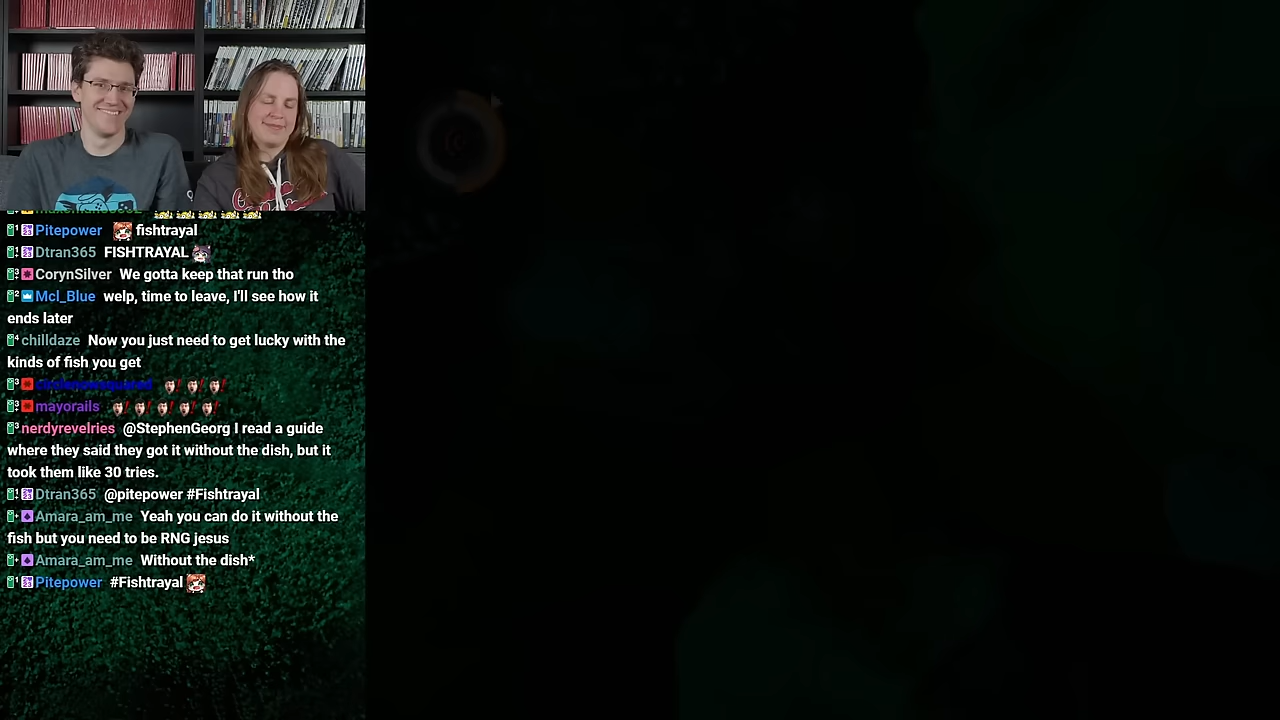 Pitepower fishtrayal
Dtran365 FISHTRAYAL
CorynSilver We gotta keep that run tho
Mcl_Blue welp, time to leave, I'll see how it
ends later
chilldaze Now you just need to get lucky with the
kinds of fish you get
mayorails
nerdyrevelries @StephenGeorg I read a guide
where they said they got it without the dish, but it
took them like 30 tries.
Dtran365 @pitepower #Fishtrayal
Amara_am_me Yeah you can do it without the
fish but you need to be RNG jesus
Amara_am_me Without the dish*
Pitepower #Fishtrayal